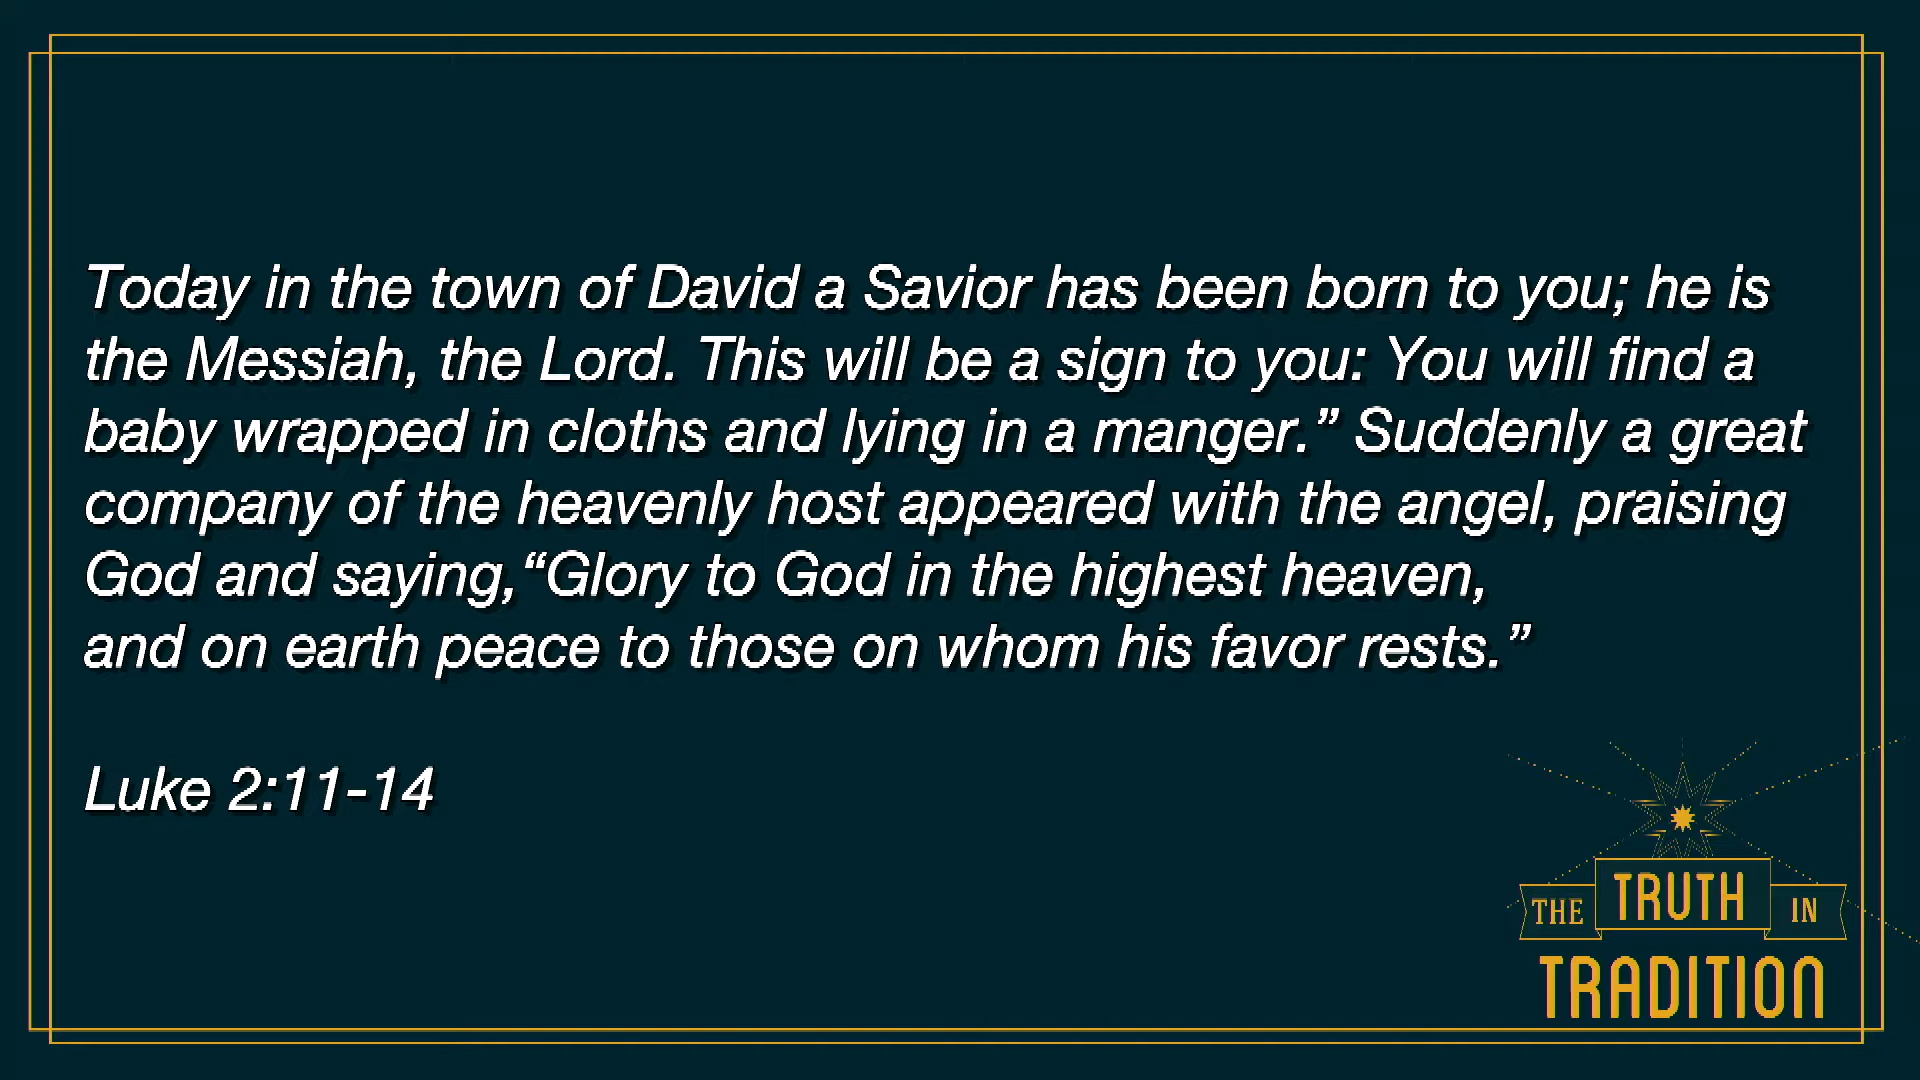 Today in the town of David a Savior has been born to you; he is
the Messiah, the Lord. This will be a sign to you: You will find a
baby wrapped in cloths and lying in a manger.” Suddenly a great
company of the heavenly host appeared with the angel, praising
God and saying,“Glory to God in the highest heaven,
and on earth peace to those on whom his favor rests.”
Luke 2:11-14
THE TRUTH IN
TRADITION